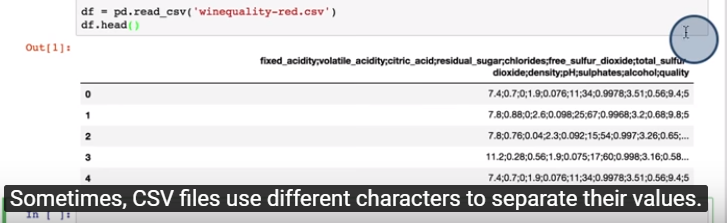 df = pd.read_csv('winequality-red.csv')
df.head()
Out[1]:
fixed_acidity;volatile_acidity;citric_acid;residual_sugar;chlorides;free_sulfur_dioxide;total_sulfur-
dioxide;density;pH;sulphates;alcohol;quality
0 7.4;0.7;0;1.9;0.076;11;34;0.9978;3.51;0.56;9.4;5
1 7.8;0.88;0;2.6;0.098;25;67;0.9968;3.2;0.68;9.8;5
2 7.8;0.76;0.04;2.3;0.092;15;54;0.997;3.26;0.65;...
3 11.2;0.28;0.56;1.9;0.075;17;60;0.998;3.16;0.58...
4 7.4;0.7;0;1.9;0.076;11;34;0.9978;3.51;0.56;9.4;5
Sometimes, CSV files use different characters to separate their values.
In [ ]: